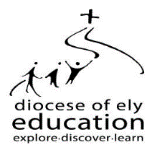 diocese of ely
education
explore·discover·learn